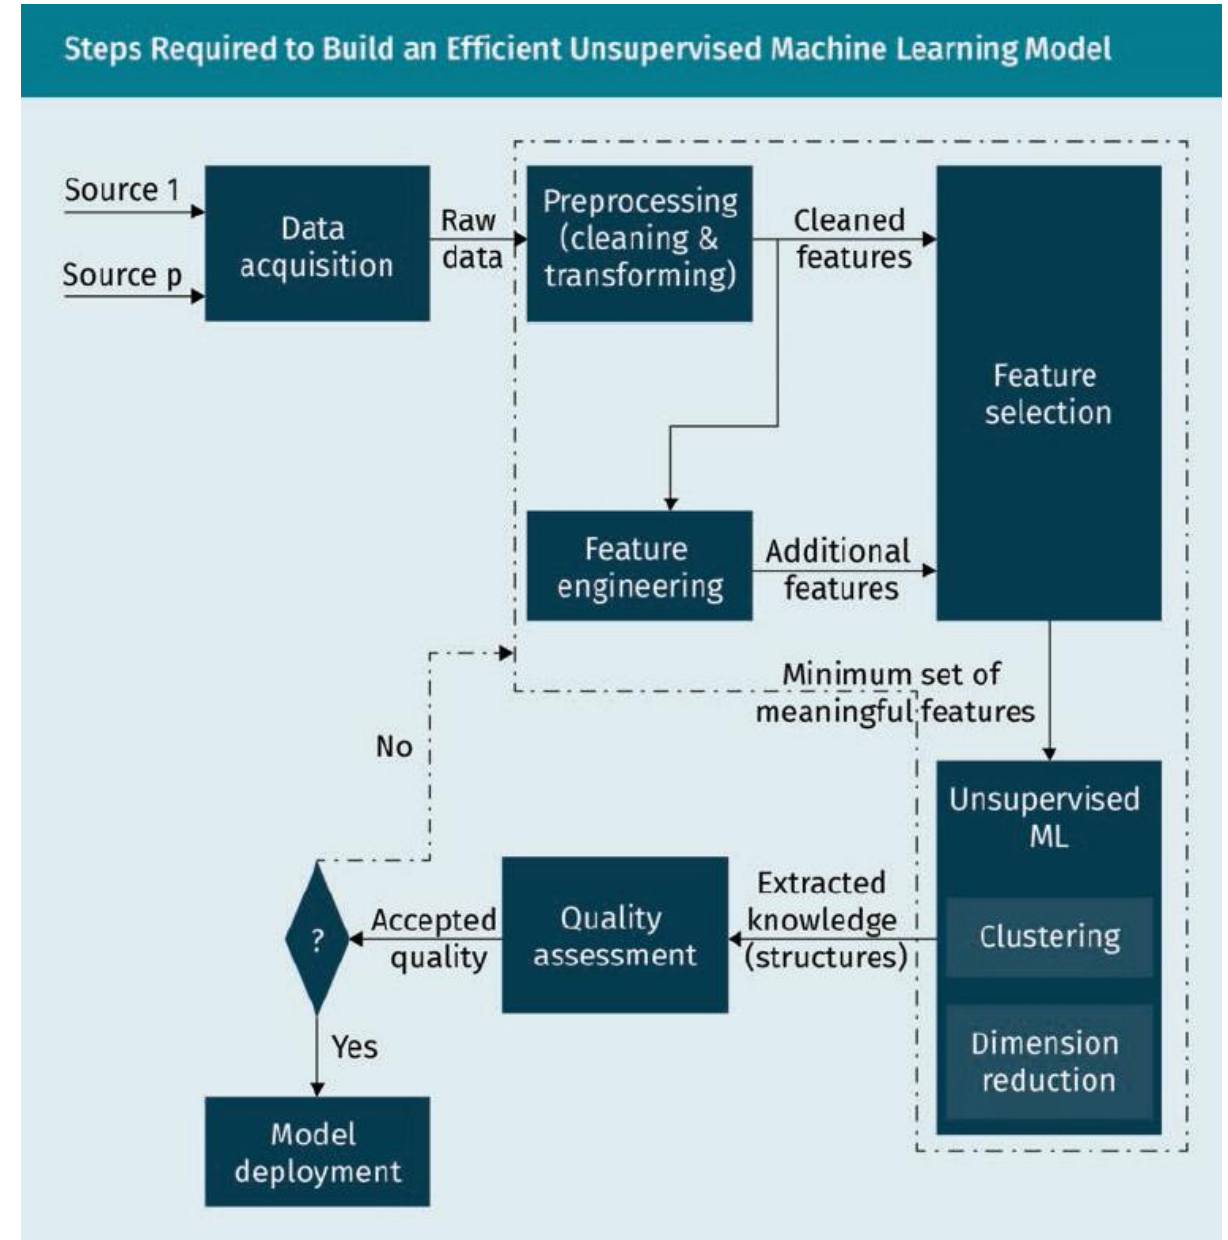 Steps Required to Build an Efficient Unsupervised Machine Learning Model
Source 1
Source p
Data
acquisition
Raw
data
Preprocessing
(cleaning &
transforming)
Cleaned
features
Feature
selection
Feature
engineering
Additional
features
Minimum set of
meaningful features
No
Unsupervised
ML
Clustering
Dimension
reduction
Extracted
knowledge
(structures)
Quality
assessment
Accepted
quality
?
Yes
Model
deployment